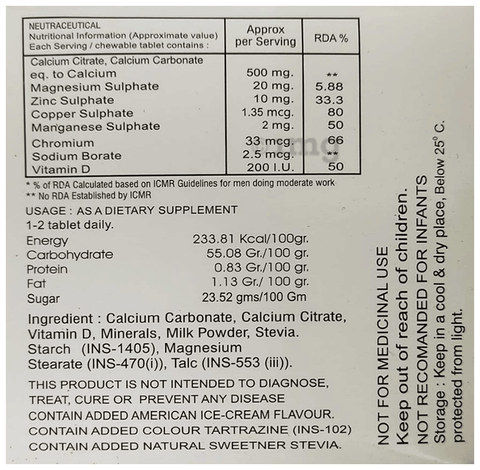 NEUTRACEUTICAL
Nutritional Information (Approximate value)
Each Serving / chewable tablet contains :
Approx
per Serving
RDA %
Calcium Citrate, Calcium Carbonate
eq. to Calcium 500 mg. **
Magnesium Sulphate 20 mg. 5.88
Zinc Sulphate 10 mg. 33.3
Copper Sulphate 1.35 mcg. 80
Manganese Sulphate 2 mg. 50
Chromium 33 mcg 66
Sodium Borate 2.5 mcg. **
Vitamin D 200 I.U. 50
* % of RDA Calculated based on ICMR Guidelines for men doing moderate work
** No RDA Established by ICMR
USAGE : AS A DIETARY SUPPLEMENT
1-2 tablet daily.
Energy 233.81 Kcal/100gr.
Carbohydrate 55.08 Gr./100 gr.
Protein 0.83 Gr./100 gr.
Fat 1.13 Gr./ 100 gr.
Sugar 23.52 gms/100 Gm
Ingredient : Calcium Carbonate, Calcium Citrate,
Vitamin D, Minerals, Milk Powder, Stevia.
Starch (INS-1405), Magnesium
Stearate (INS-470(i)), Talc (INS-553 (iii)).
THIS PRODUCT IS NOT INTENDED TO DIAGNOSE,
TREAT, CURE OR PREVENT ANY DISEASE
CONTAIN ADDED AMERICAN ICE-CREAM FLAVOUR.
CONTAIN ADDED COLOUR TARTRAZINE (INS-102)
CONTAIN ADDED NATURAL SWEETNER STEVIA.
NOT FOR MEDICINAL USE
Keep out of reach of children.
NOT RECOMANDED FOR INFANTS
Storage : Keep in a cool & dry place, Below 25° C.
protected from light.